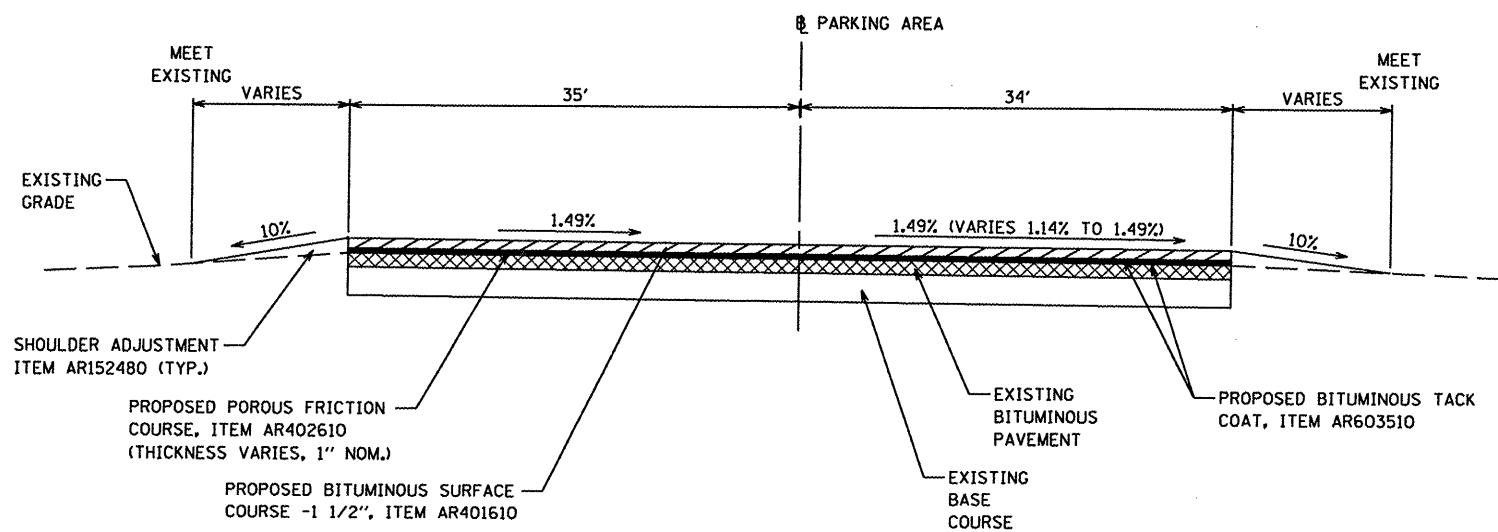 ℄ PARKING AREA
MEET
EXISTING
MEET
EXISTING
VARIES
35'
34'
VARIES
EXISTING
GRADE
10%
1.49%
1.49% (VARIES 1.14% TO 1.49%)
10%
SHOULDER ADJUSTMENT
ITEM AR152480 (TYP.)
PROPOSED POROUS FRICTION
COURSE, ITEM AR402610
(THICKNESS VARIES, 1" NOM.)
PROPOSED BITUMINOUS SURFACE
COURSE -1 1/2", ITEM AR401610
EXISTING
BITUMINOUS
PAVEMENT
EXISTING
BASE
COURSE
PROPOSED BITUMINOUS TACK
COAT, ITEM AR603510